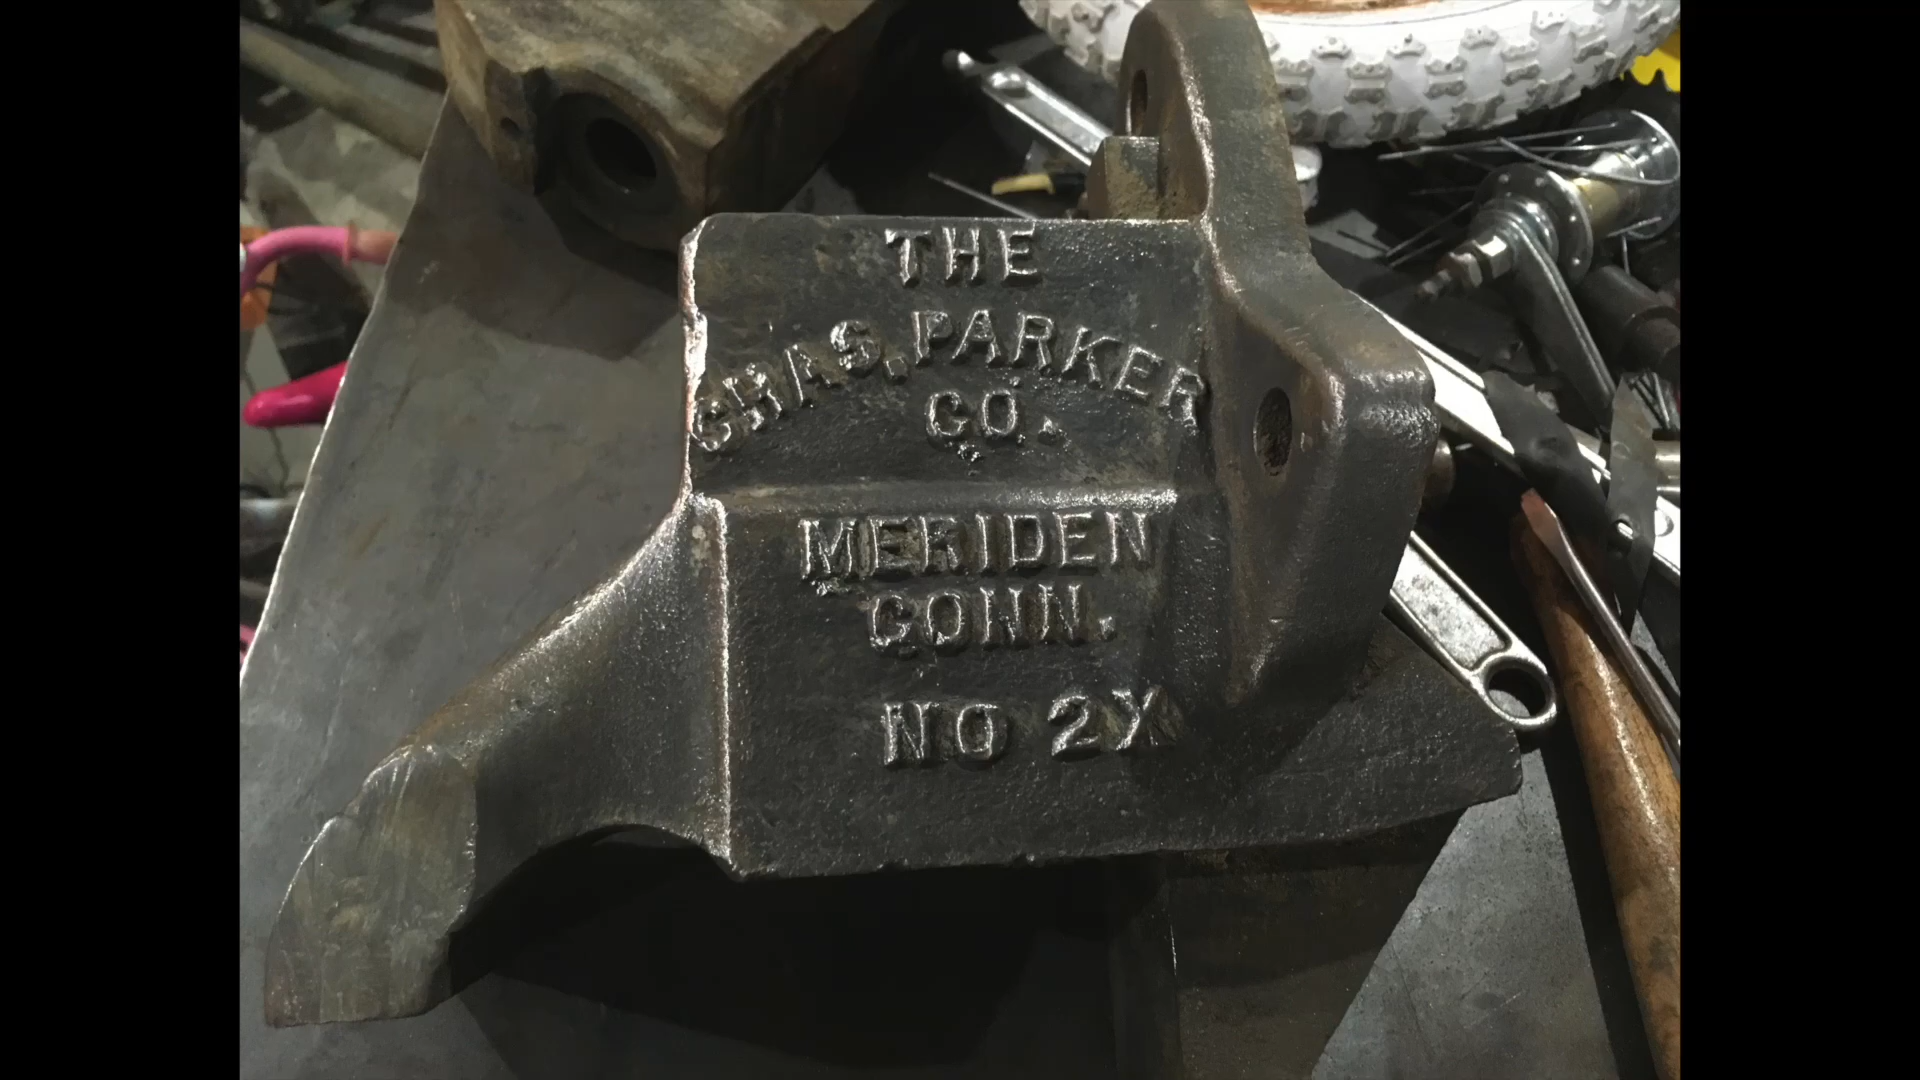 THE
CHAS. PARKER
CO.
MERIDEN
CONN.
NO 2X